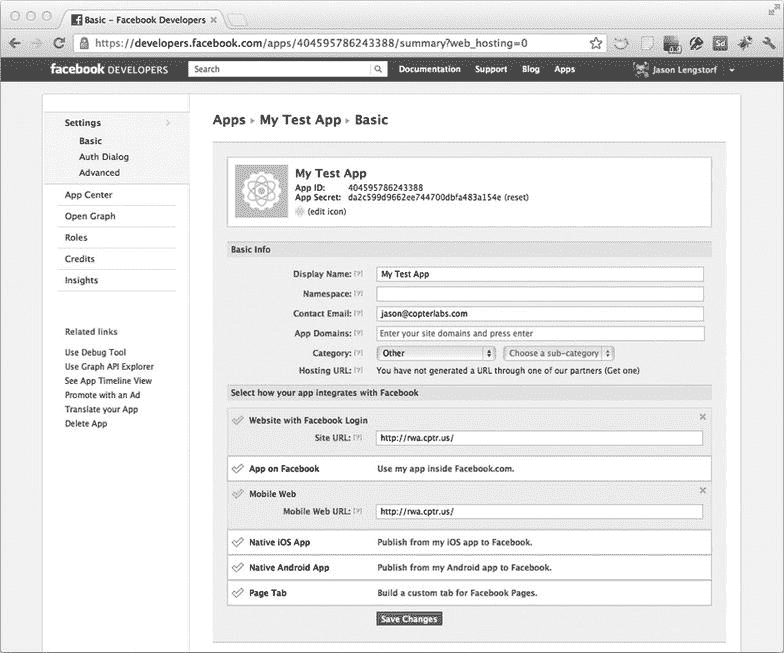 Basic – Facebook Developers
https://developers.facebook.com/apps/404595786243388/summary?web_hosting=0
facebook DEVELOPERS Search Documentation Support Blog Apps Jason Lengstorf
Settings
Basic
Auth Dialog
Advanced
App Center
Open Graph
Roles
Credits
Insights
Related links
Use Debug Tool
Use Graph API Explorer
See App Timeline View
Promote with an Ad
Translate your App
Delete App
Apps ▸ My Test App ▸ Basic
My Test App
App ID: 404595786243388
App Secret: da2c599d9662ee744700dbfa483a154e (reset)
(edit icon)
Basic Info
Display Name: [?] My Test App
Namespace: [?]
Contact Email: [?] jason@copterlabs.com
App Domains: [?] Enter your site domains and press enter
Category: [?] Other Choose a sub-category
Hosting URL: [?] You have not generated a URL through one of our partners (Get one)
Select how your app integrates with Facebook
Website with Facebook Login
Site URL: [?] http://rwa.cptr.us/
App on Facebook Use my app inside Facebook.com.
Mobile Web
Mobile Web URL: [?] http://rwa.cptr.us/
Native iOS App Publish from my iOS app to Facebook.
Native Android App Publish from my Android app to Facebook.
Page Tab Build a custom tab for Facebook Pages.
Save Changes